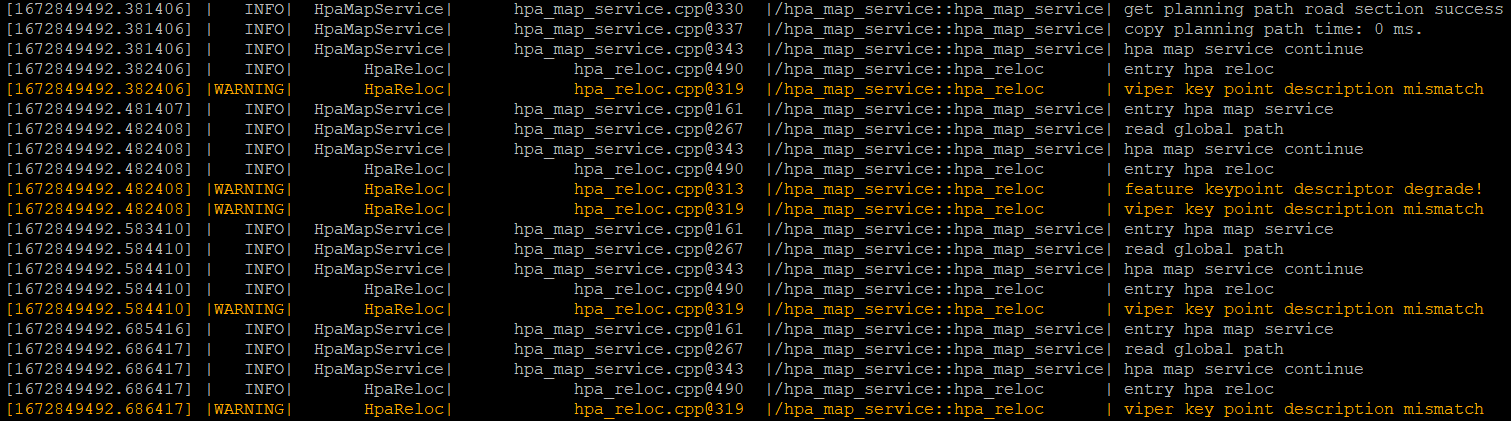 [1672849492.381406] |   INFO|  HpaMapService|      hpa_map_service.cpp@330  |/hpa_map_service::hpa_map_service| get planning path road section success
[1672849492.381406] |   INFO|  HpaMapService|      hpa_map_service.cpp@337  |/hpa_map_service::hpa_map_service| copy planning path time: 0 ms.
[1672849492.381406] |   INFO|  HpaMapService|      hpa_map_service.cpp@343  |/hpa_map_service::hpa_map_service| hpa map service continue
[1672849492.382406] |   INFO|       HpaReloc|            hpa_reloc.cpp@490  |/hpa_map_service::hpa_reloc      | entry hpa reloc
[1672849492.382406] |WARNING|       HpaReloc|            hpa_reloc.cpp@319  |/hpa_map_service::hpa_reloc      | viper key point description mismatch
[1672849492.481407] |   INFO|  HpaMapService|      hpa_map_service.cpp@161  |/hpa_map_service::hpa_map_service| entry hpa map service
[1672849492.482408] |   INFO|  HpaMapService|      hpa_map_service.cpp@267  |/hpa_map_service::hpa_map_service| read global path
[1672849492.482408] |   INFO|  HpaMapService|      hpa_map_service.cpp@343  |/hpa_map_service::hpa_map_service| hpa map service continue
[1672849492.482408] |   INFO|       HpaReloc|            hpa_reloc.cpp@490  |/hpa_map_service::hpa_reloc      | entry hpa reloc
[1672849492.482408] |WARNING|       HpaReloc|            hpa_reloc.cpp@313  |/hpa_map_service::hpa_reloc      | feature keypoint descriptor degrade!
[1672849492.482408] |WARNING|       HpaReloc|            hpa_reloc.cpp@319  |/hpa_map_service::hpa_reloc      | viper key point description mismatch
[1672849492.583410] |   INFO|  HpaMapService|      hpa_map_service.cpp@161  |/hpa_map_service::hpa_map_service| entry hpa map service
[1672849492.584410] |   INFO|  HpaMapService|      hpa_map_service.cpp@267  |/hpa_map_service::hpa_map_service| read global path
[1672849492.584410] |   INFO|  HpaMapService|      hpa_map_service.cpp@343  |/hpa_map_service::hpa_map_service| hpa map service continue
[1672849492.584410] |   INFO|       HpaReloc|            hpa_reloc.cpp@490  |/hpa_map_service::hpa_reloc      | entry hpa reloc
[1672849492.584410] |WARNING|       HpaReloc|            hpa_reloc.cpp@319  |/hpa_map_service::hpa_reloc      | viper key point description mismatch
[1672849492.685416] |   INFO|  HpaMapService|      hpa_map_service.cpp@161  |/hpa_map_service::hpa_map_service| entry hpa map service
[1672849492.686417] |   INFO|  HpaMapService|      hpa_map_service.cpp@267  |/hpa_map_service::hpa_map_service| read global path
[1672849492.686417] |   INFO|  HpaMapService|      hpa_map_service.cpp@343  |/hpa_map_service::hpa_map_service| hpa map service continue
[1672849492.686417] |   INFO|       HpaReloc|            hpa_reloc.cpp@490  |/hpa_map_service::hpa_reloc      | entry hpa reloc
[1672849492.686417] |WARNING|       HpaReloc|            hpa_reloc.cpp@319  |/hpa_map_service::hpa_reloc      | viper key point description mismatch